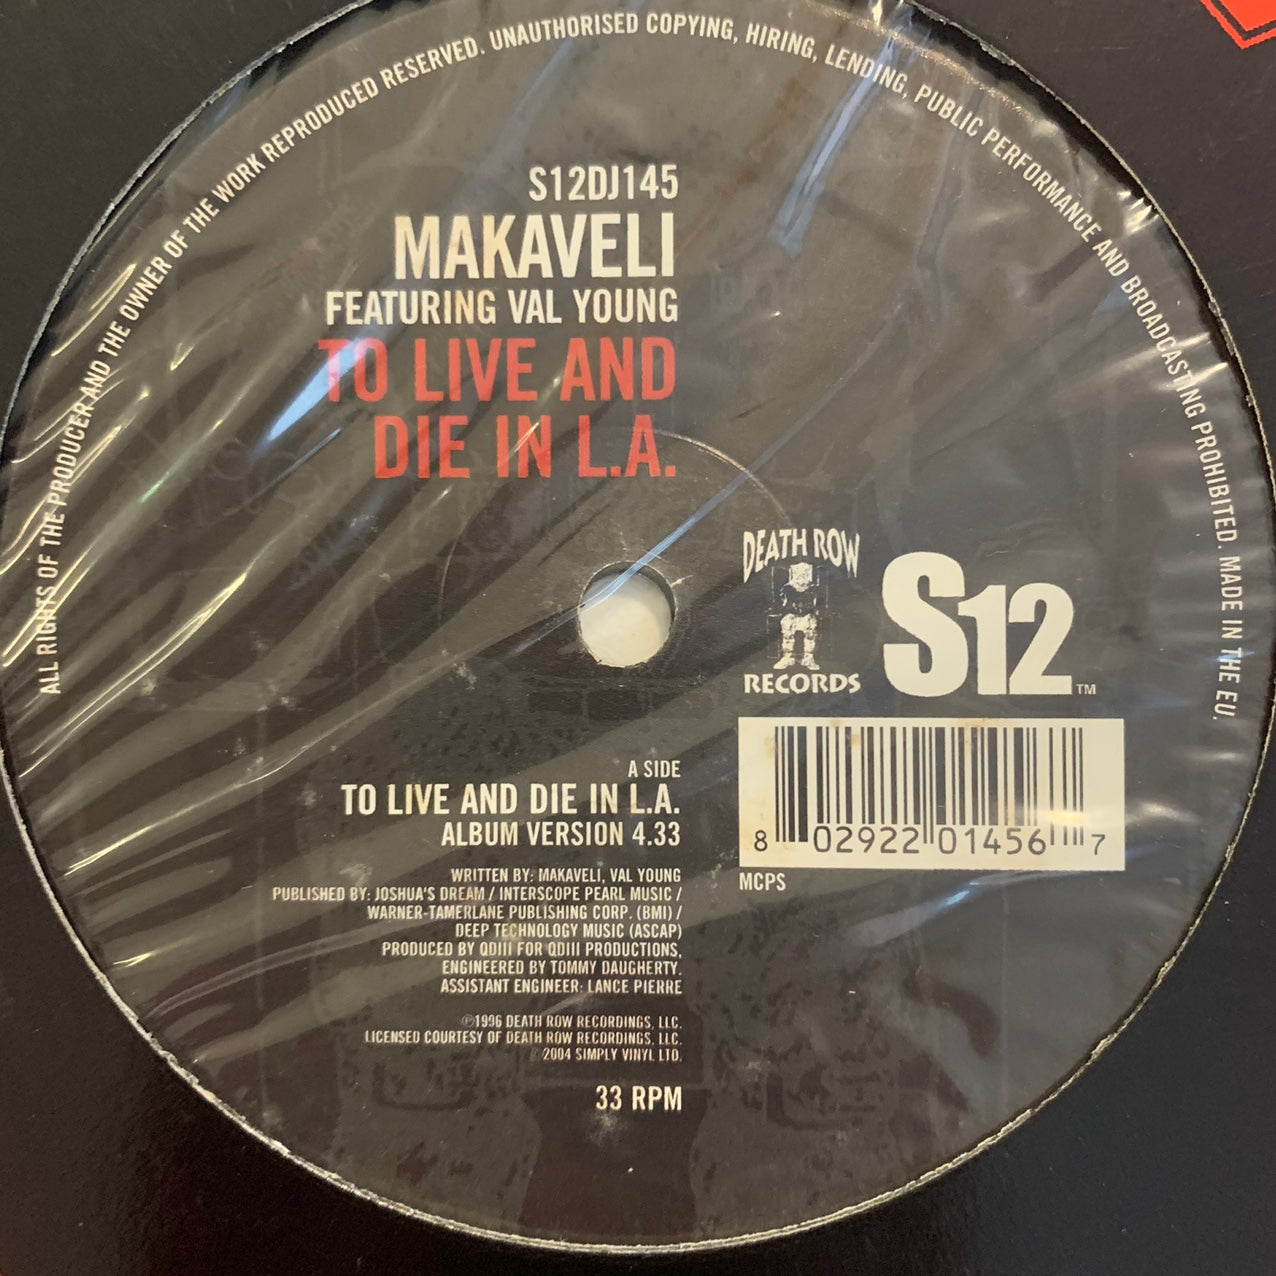 ALL RIGHTS OF THE PRODUCER AND THE OWNER OF THE WORK REPRODUCED RESERVED. UNAUTHORISED COPYING, HIRING, LENDING, PUBLIC PERFORMANCE AND BROADCASTING PROHIBITED. MADE IN THE EU.
S12DJ145
MAKAVELI
FEATURING VAL YOUNG
TO LIVE AND
DIE IN L.A.
DEATH ROW
RECORDS
S12™
8 02922 01456 7
MCPS
A SIDE
TO LIVE AND DIE IN L.A.
ALBUM VERSION 4.33
WRITTEN BY: MAKAVELI, VAL YOUNG
PUBLISHED BY: JOSHUA'S DREAM / INTERSCOPE PEARL MUSIC /
WARNER-TAMERLANE PUBLISHING CORP. (BMI) /
DEEP TECHNOLOGY MUSIC (ASCAP)
PRODUCED BY QDIII FOR QDIII PRODUCTIONS,
ENGINEERED BY TOMMY DAUGHERTY.
ASSISTANT ENGINEER: LANCE PIERRE
℗1996 DEATH ROW RECORDINGS, LLC.
LICENSED COURTESY OF DEATH ROW RECORDINGS, LLC.
2004 SIMPLY VINYL LTD.
33 RPM